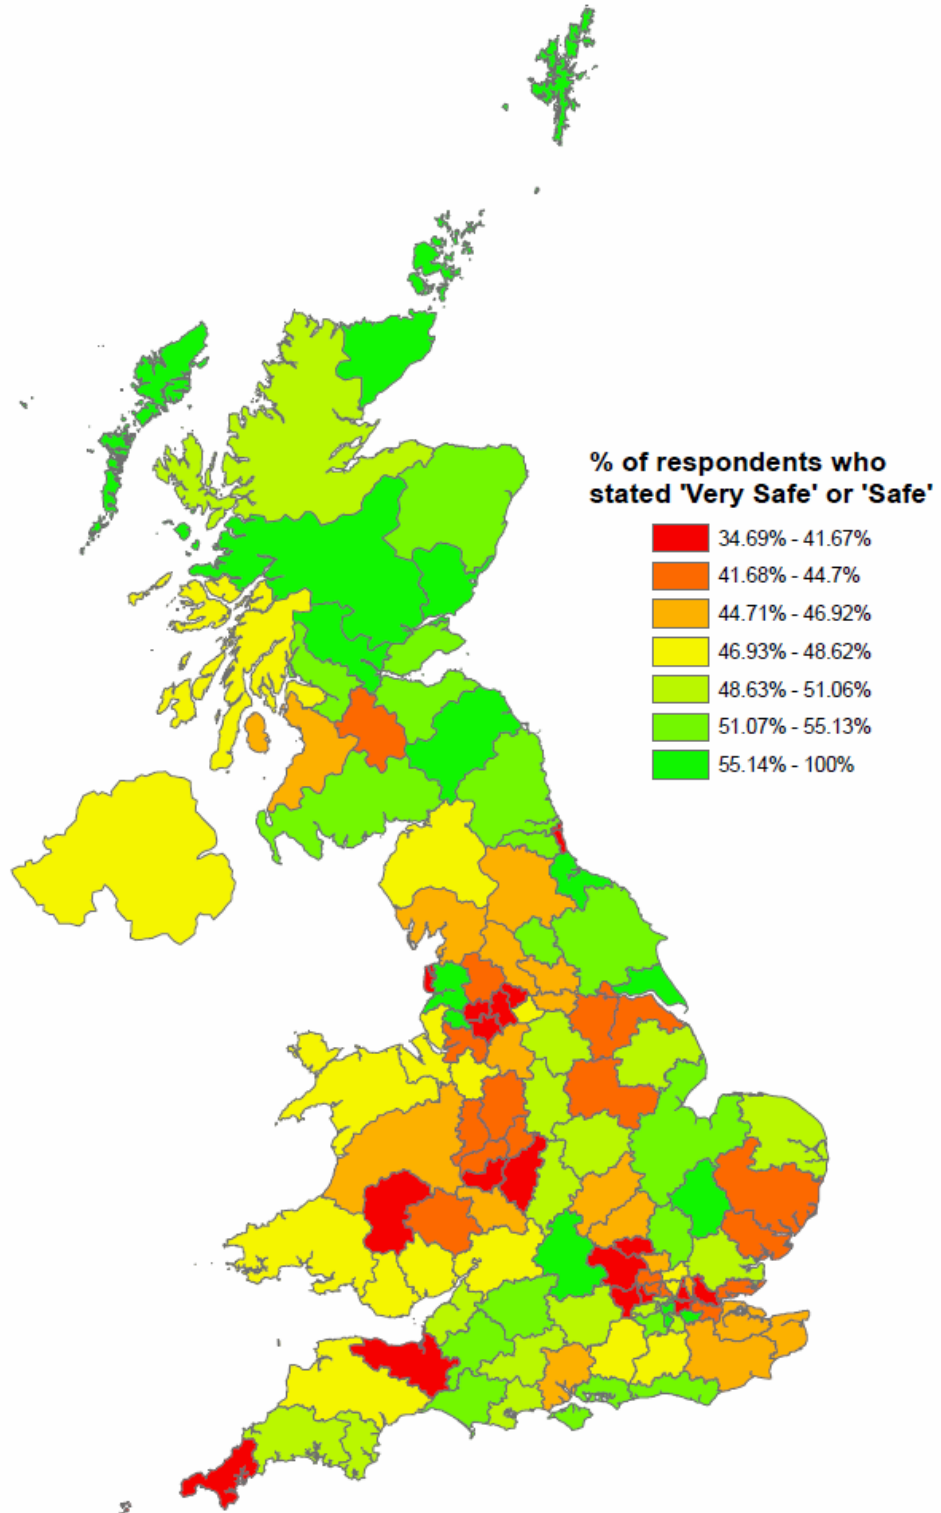 % of respondents who
stated 'Very Safe' or 'Safe'
34.69% - 41.67%
41.68% - 44.7%
44.71% - 46.92%
46.93% - 48.62%
48.63% - 51.06%
51.07% - 55.13%
55.14% - 100%